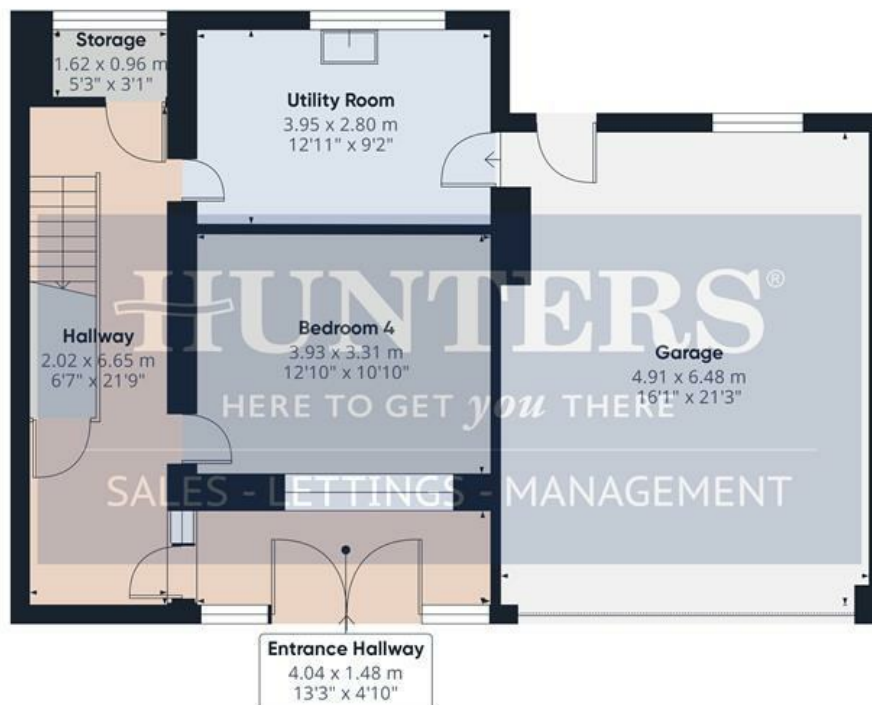 Storage
1.62 x 0.96 m
5'3" x 3'1"
Utility Room
3.95 x 2.80 m
12'11" x 9'2"
HUNTERS®
HERE TO GET you THERE
SALES - LETTINGS - MANAGEMENT
Hallway
2.02 x 6.65 m
6'7" x 21'9"
Bedroom 4
3.93 x 3.31 m
12'10" x 10'10"
Garage
4.91 x 6.48 m
16'1" x 21'3"
Entrance Hallway
4.04 x 1.48 m
13'3" x 4'10"